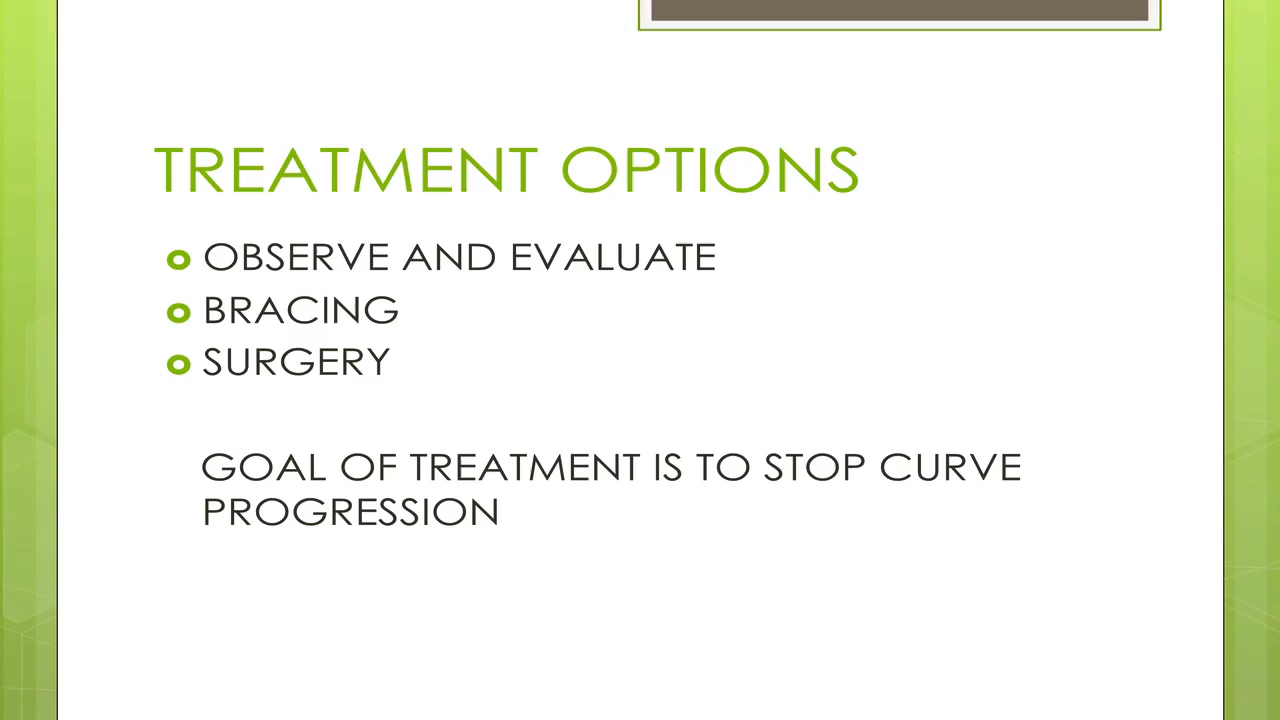 TREATMENT OPTIONS
OBSERVE AND EVALUATE
BRACING
SURGERY
GOAL OF TREATMENT IS TO STOP CURVE
PROGRESSION